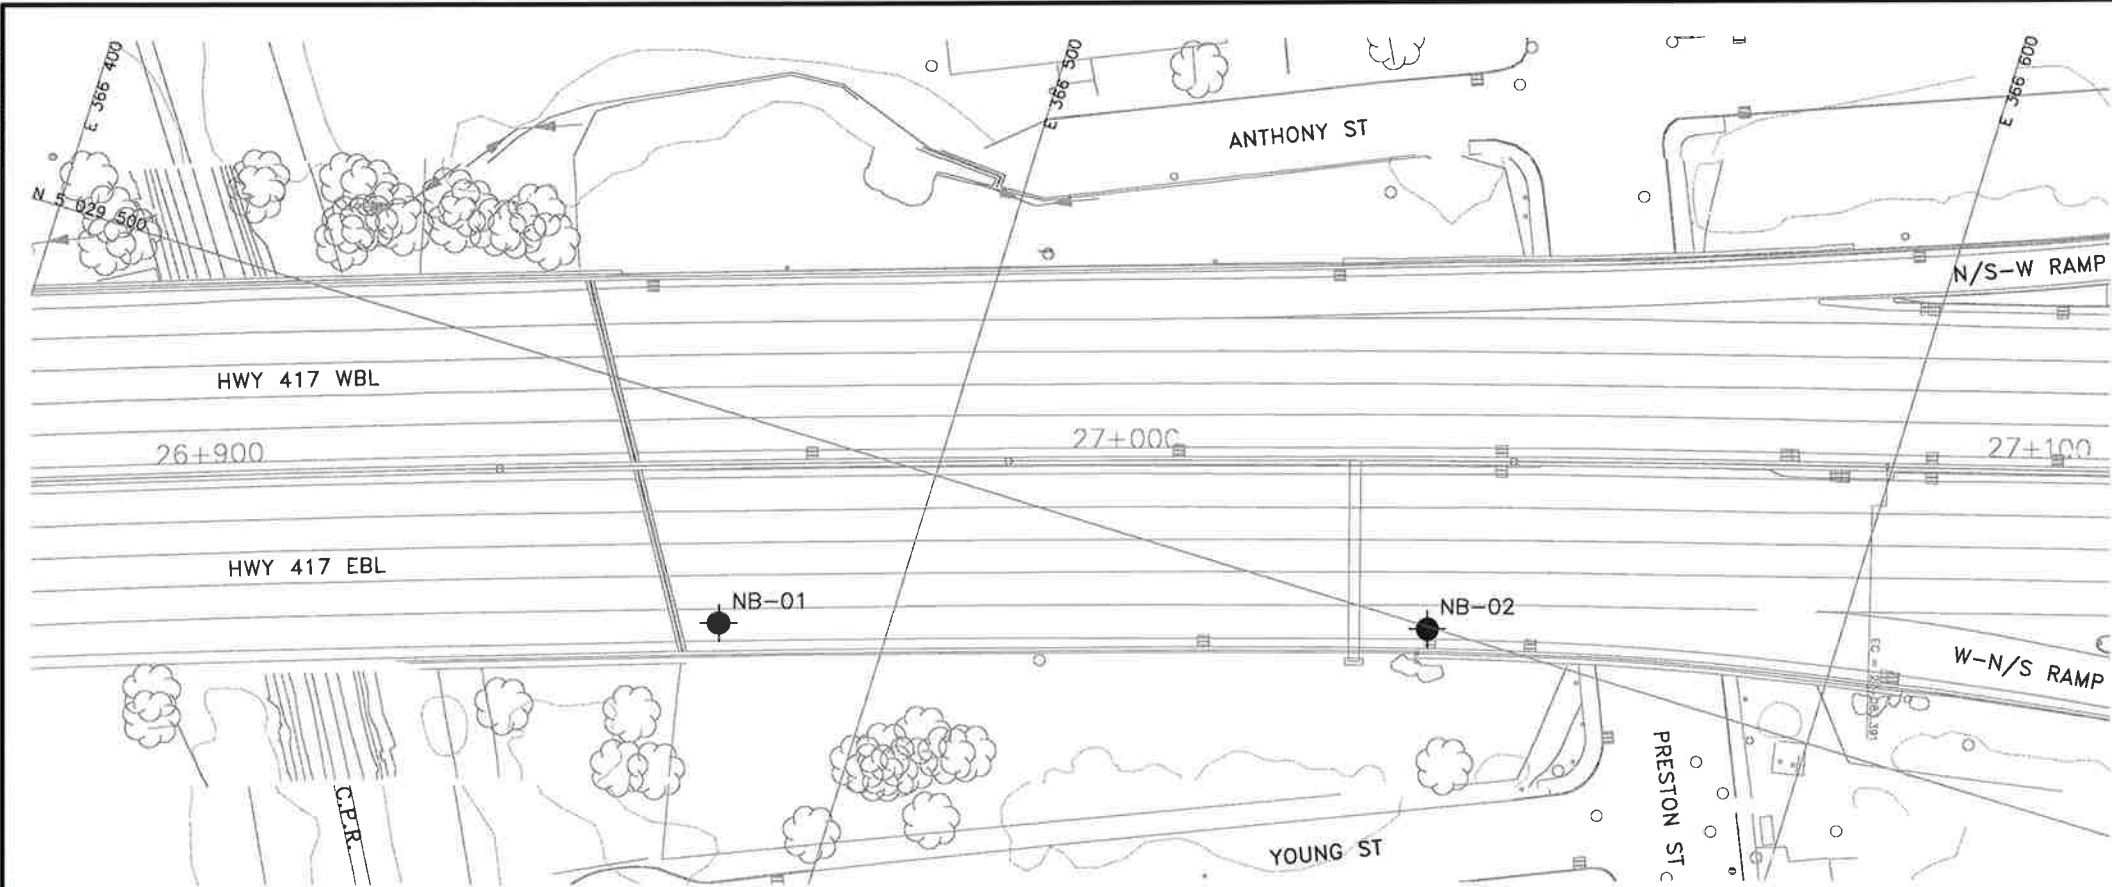 E 366 400
E 366 500
E 366 600
ANTHONY ST
N 5 029 500
N/S-W RAMP
HWY 417 WBL
26+900
27+000
27+100
HWY 417 EBL
NB-01
NB-02
W-N/S RAMP
C.P.R.
PRESTON ST
YOUNG ST